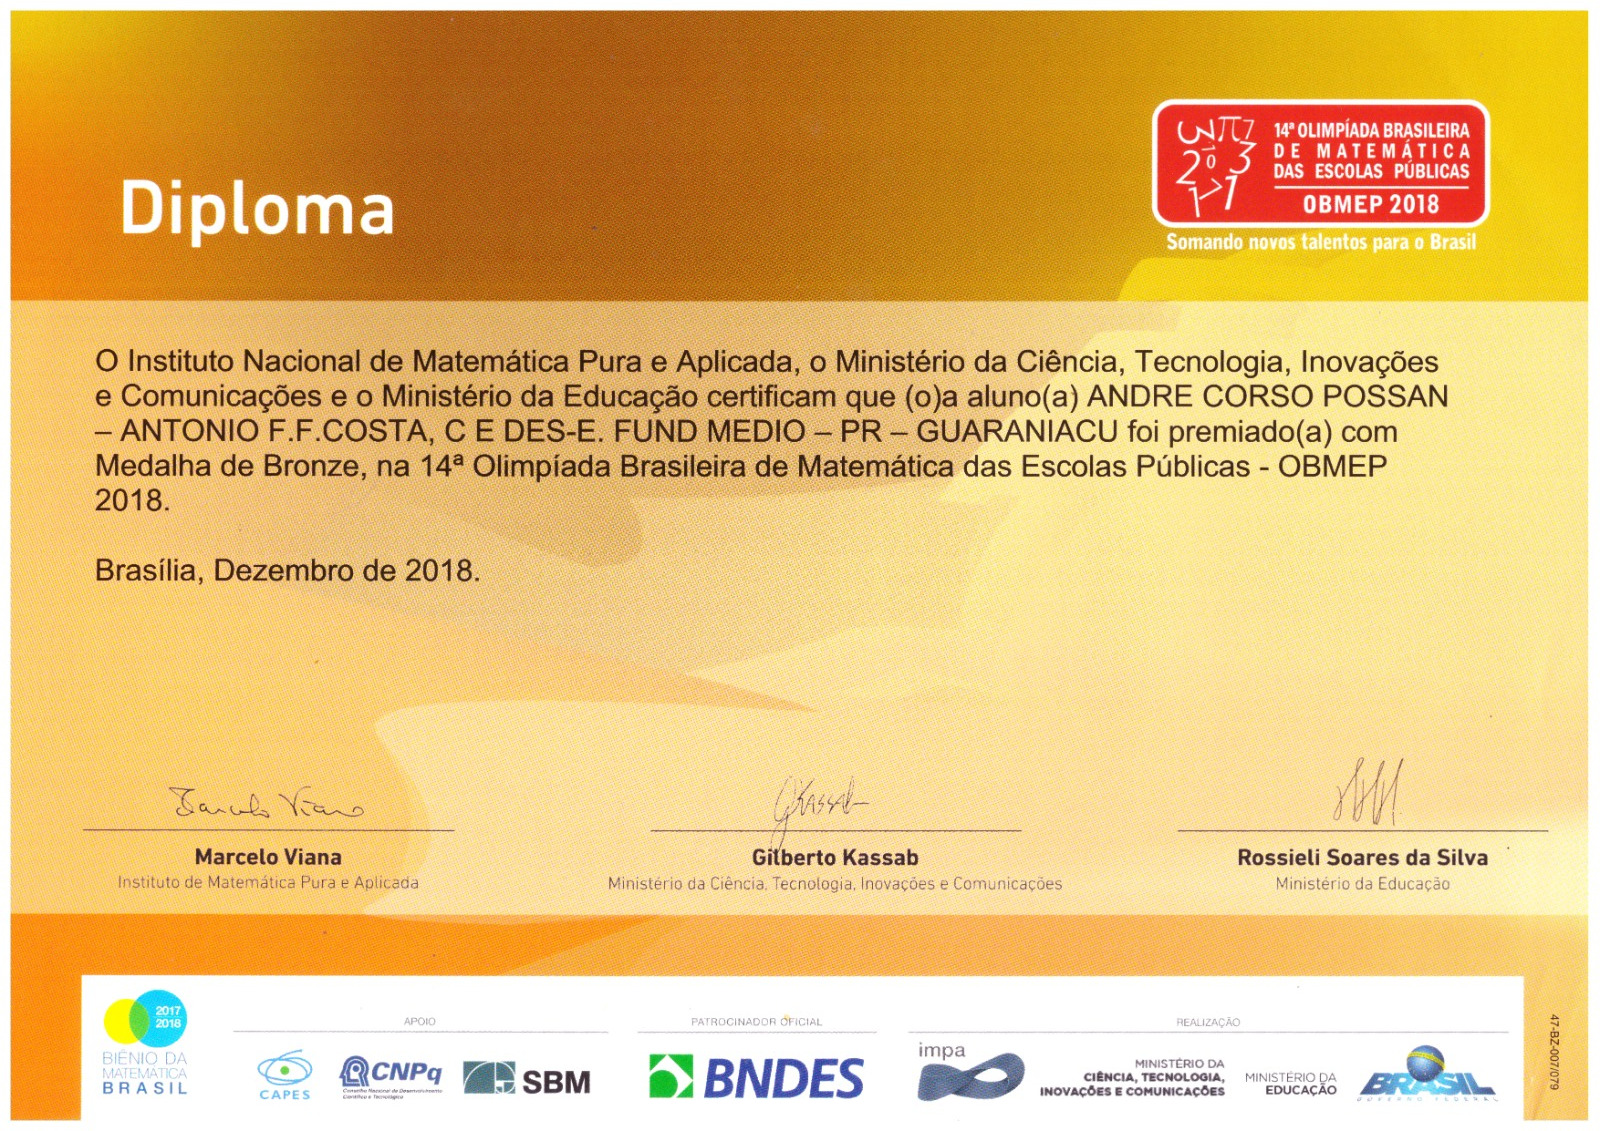 Diploma
14ª OLIMPÍADA BRASILEIRA
DE MATEMÁTICA
DAS ESCOLAS PÚBLICAS
OBMEP 2018
Somando novos talentos para o Brasil
O Instituto Nacional de Matemática Pura e Aplicada, o Ministério da Ciência, Tecnologia, Inovações
e Comunicações e o Ministério da Educação certificam que (o)a aluno(a) ANDRE CORSO POSSAN
– ANTONIO F.F.COSTA, C E DES-E. FUND MEDIO – PR – GUARANIACU foi premiado(a) com
Medalha de Bronze, na 14ª Olimpíada Brasileira de Matemática das Escolas Públicas - OBMEP
2018.
Brasília, Dezembro de 2018.
Marcelo Viana
Instituto de Matemática Pura e Aplicada
GKassab
Gilberto Kassab
Ministério da Ciência, Tecnologia, Inovações e Comunicações
Rossieli Soares da Silva
Ministério da Educação
2017
2018
BIÊNIO DA
MATEMÁTICA
BRASIL
APOIO
CAPES
CNPq
Conselho Nacional de Desenvolvimento
Científico e Tecnológico
SBM
PATROCINADOR OFICIAL
BNDES
REALIZAÇÃO
impa
MINISTÉRIO DA
CIÊNCIA, TECNOLOGIA,
INOVAÇÕES E COMUNICAÇÕES
MINISTÉRIO DA
EDUCAÇÃO
BRASIL
GOVERNO FEDERAL
47-BZ-007/079